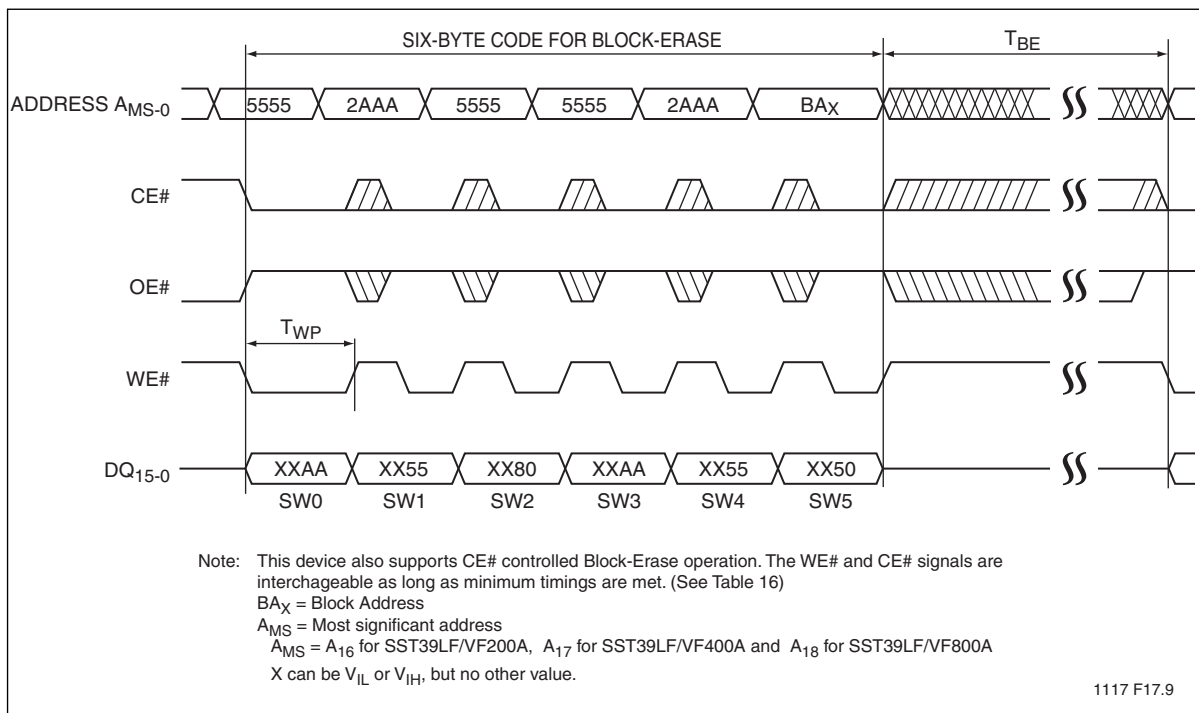 SIX-BYTE CODE FOR BLOCK-ERASE TBE
ADDRESS AMS-0 5555 2AAA 5555 5555 2AAA BAX
CE#
OE#
TWP
WE#
DQ15-0 XXAA XX55 XX80 XXAA XX55 XX50
SW0 SW1 SW2 SW3 SW4 SW5
Note: This device also supports CE# controlled Block-Erase operation. The WE# and CE# signals are
interchageable as long as minimum timings are met. (See Table 16)
BAX = Block Address
AMS = Most significant address
AMS = A16 for SST39LF/VF200A, A17 for SST39LF/VF400A and A18 for SST39LF/VF800A
X can be VIL or VIH, but no other value.
1117 F17.9